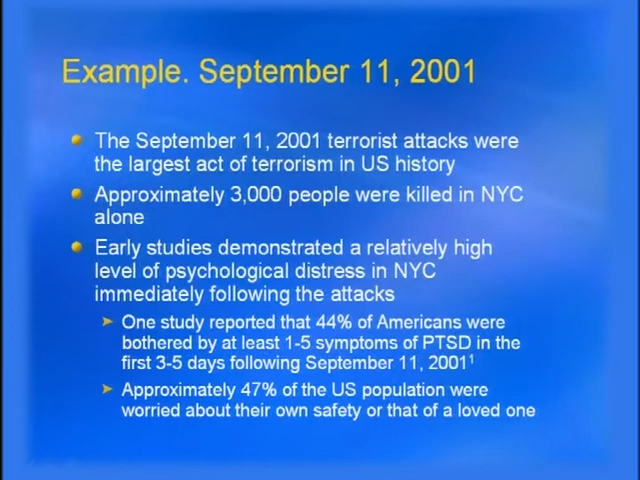 Example. September 11, 2001
The September 11, 2001 terrorist attacks were
the largest act of terrorism in US history
Approximately 3,000 people were killed in NYC
alone
Early studies demonstrated a relatively high
level of psychological distress in NYC
immediately following the attacks
One study reported that 44% of Americans were
bothered by at least 1-5 symptoms of PTSD in the
first 3-5 days following September 11, 2001¹
Approximately 47% of the US population were
worried about their own safety or that of a loved one